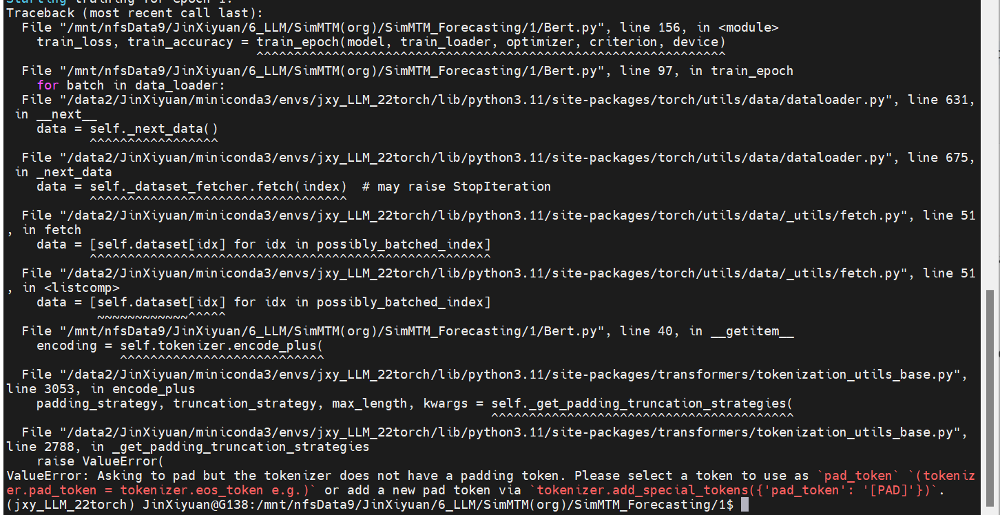 Starting training for epoch 1:
Traceback (most recent call last):
  File "/mnt/nfsData9/JinXiyuan/6_LLM/SimMTM(org)/SimMTM_Forecasting/1/Bert.py", line 156, in <module>
    train_loss, train_accuracy = train_epoch(model, train_loader, optimizer, criterion, device)
                                 ^^^^^^^^^^^^^^^^^^^^^^^^^^^^^^^^^^^^^^^^^^^^^^^^^^^^^^^^^^^^^^
  File "/mnt/nfsData9/JinXiyuan/6_LLM/SimMTM(org)/SimMTM_Forecasting/1/Bert.py", line 97, in train_epoch
    for batch in data_loader:
  File "/data2/JinXiyuan/miniconda3/envs/jxy_LLM_22torch/lib/python3.11/site-packages/torch/utils/data/dataloader.py", line 631,
 in __next__
    data = self._next_data()
           ^^^^^^^^^^^^^^^^^
  File "/data2/JinXiyuan/miniconda3/envs/jxy_LLM_22torch/lib/python3.11/site-packages/torch/utils/data/dataloader.py", line 675,
 in _next_data
    data = self._dataset_fetcher.fetch(index)  # may raise StopIteration
           ^^^^^^^^^^^^^^^^^^^^^^^^^^^^^^^^^^
  File "/data2/JinXiyuan/miniconda3/envs/jxy_LLM_22torch/lib/python3.11/site-packages/torch/utils/data/_utils/fetch.py", line 51
, in fetch
    data = [self.dataset[idx] for idx in possibly_batched_index]
           ^^^^^^^^^^^^^^^^^^^^^^^^^^^^^^^^^^^^^^^^^^^^^^^^^^^^^
  File "/data2/JinXiyuan/miniconda3/envs/jxy_LLM_22torch/lib/python3.11/site-packages/torch/utils/data/_utils/fetch.py", line 51
, in <listcomp>
    data = [self.dataset[idx] for idx in possibly_batched_index]
            ~~~~~~~~~~~~^^^^^
  File "/mnt/nfsData9/JinXiyuan/6_LLM/SimMTM(org)/SimMTM_Forecasting/1/Bert.py", line 40, in __getitem__
    encoding = self.tokenizer.encode_plus(
               ^^^^^^^^^^^^^^^^^^^^^^^^^^^
  File "/data2/JinXiyuan/miniconda3/envs/jxy_LLM_22torch/lib/python3.11/site-packages/transformers/tokenization_utils_base.py",
line 3053, in encode_plus
    padding_strategy, truncation_strategy, max_length, kwargs = self._get_padding_truncation_strategies(
                                                                ^^^^^^^^^^^^^^^^^^^^^^^^^^^^^^^^^^^^^^^^
  File "/data2/JinXiyuan/miniconda3/envs/jxy_LLM_22torch/lib/python3.11/site-packages/transformers/tokenization_utils_base.py",
line 2788, in _get_padding_truncation_strategies
    raise ValueError(
ValueError: Asking to pad but the tokenizer does not have a padding token. Please select a token to use as `pad_token` `(tokeniz
er.pad_token = tokenizer.eos_token e.g.)` or add a new pad token via `tokenizer.add_special_tokens({'pad_token': '[PAD]'})`.
(jxy_LLM_22torch) JinXiyuan@G138:/mnt/nfsData9/JinXiyuan/6_LLM/SimMTM(org)/SimMTM_Forecasting/1$